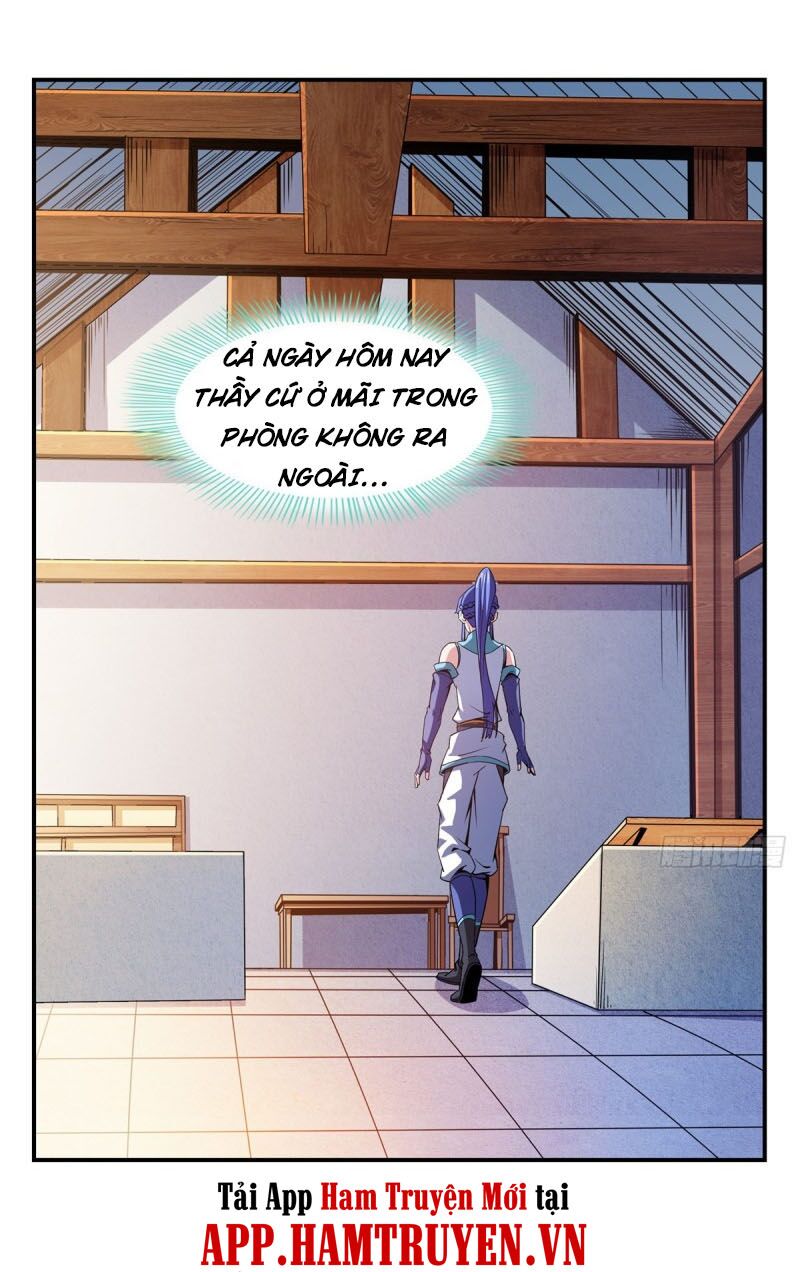 CẢ NGÀY HÔM NAY
THẦY CỨ Ở MÃI TRONG
PHÒNG KHÔNG RA
NGOÀI...
Tải App Ham Truyện Mới tại
APP.HAMTRUYEN.VN